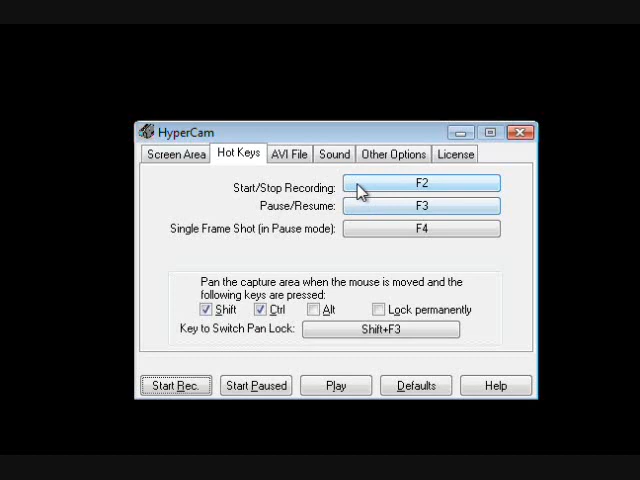 HyperCam
Screen Area Hot Keys AVI File Sound Other Options License
Start/Stop Recording: F2
Pause/Resume: F3
Single Frame Shot (in Pause mode): F4
Pan the capture area when the mouse is moved and the
following keys are pressed:
Shift Ctrl Alt Lock permanently
Key to Switch Pan Lock: Shift+F3
Start Rec. Start Paused Play Defaults Help